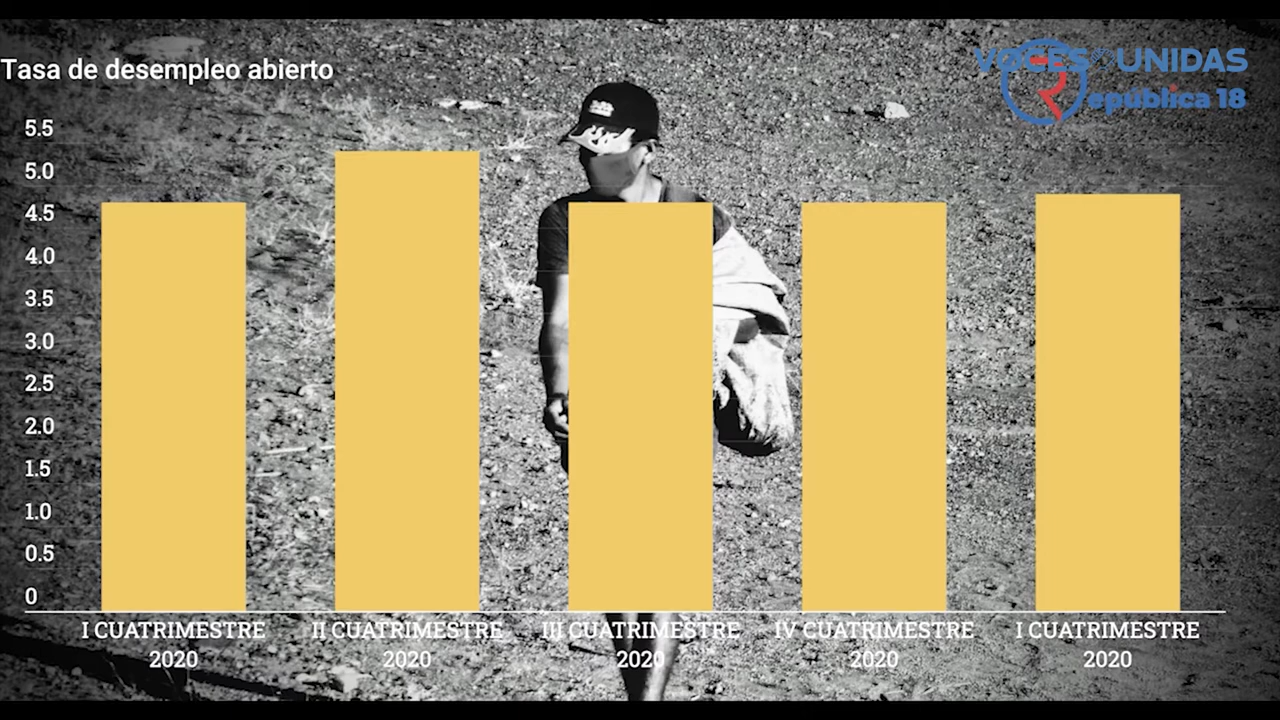 Tasa de desempleo abierto
VOCES UNIDAS
República 18
5.5
5.0
4.5
4.0
3.5
3.0
2.5
2.0
1.5
1.0
0.5
0
I CUATRIMESTRE
2020
II CUATRIMESTRE
2020
III CUATRIMESTRE
2020
IV CUATRIMESTRE
2020
I CUATRIMESTRE
2020